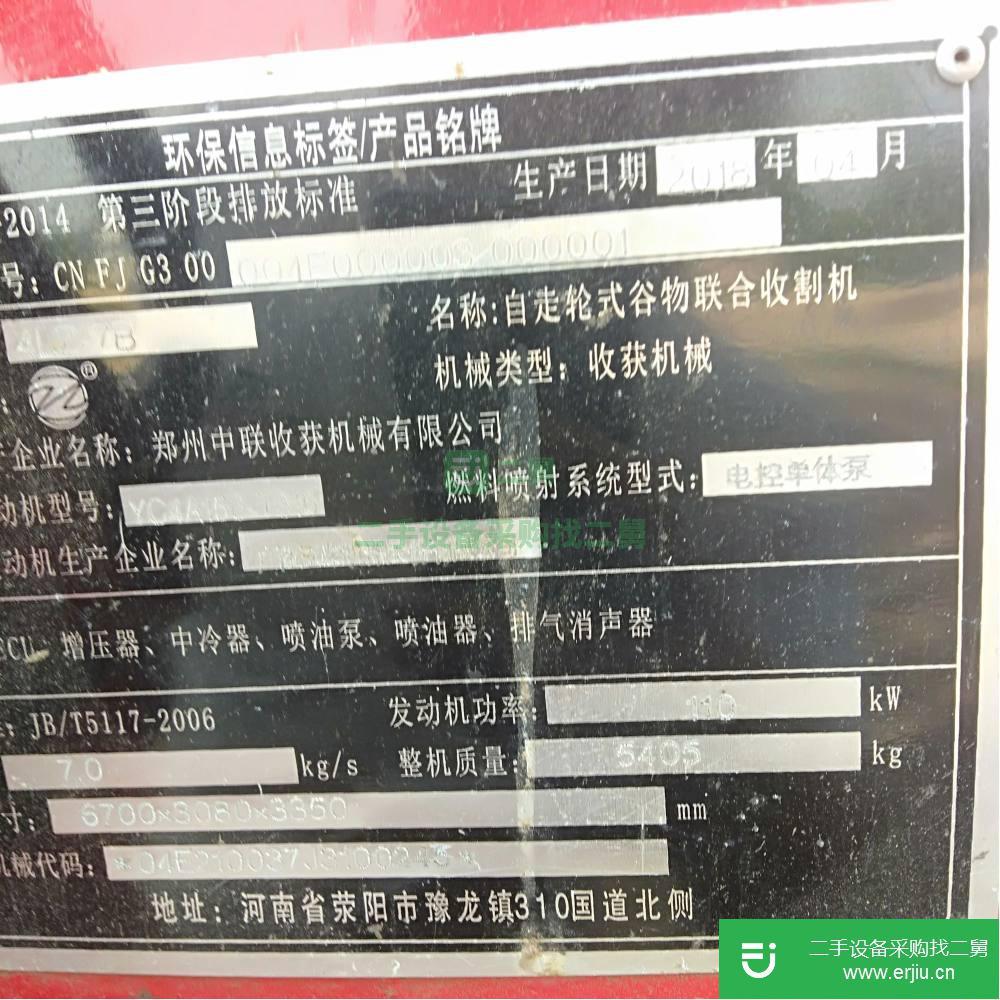 环保信息标签/产品铭牌
-2014 第三阶段排放标准 生产日期 2018 年 04 月
号: CN FJ G3 00 004E000008 000001
名称:自走轮式谷物联合收割机
机械类型: 收获机械
®
企业名称: 郑州中联收获机械有限公司
动机型号: 燃料喷射系统型式: 电控单体泵
动机生产企业名称:
ECU、增压器、中冷器、喷油泵、喷油器、排气消声器
: JB/T5117-2006 发动机功率: 110 kW
7.0 kg/s 整机质量: 5405 kg
寸: 6700×3080×3350 mm
机械代码:
地址: 河南省荥阳市豫龙镇310国道北侧
二手设备采购找二舅
二手设备采购找二舅
www.erjiu.cn